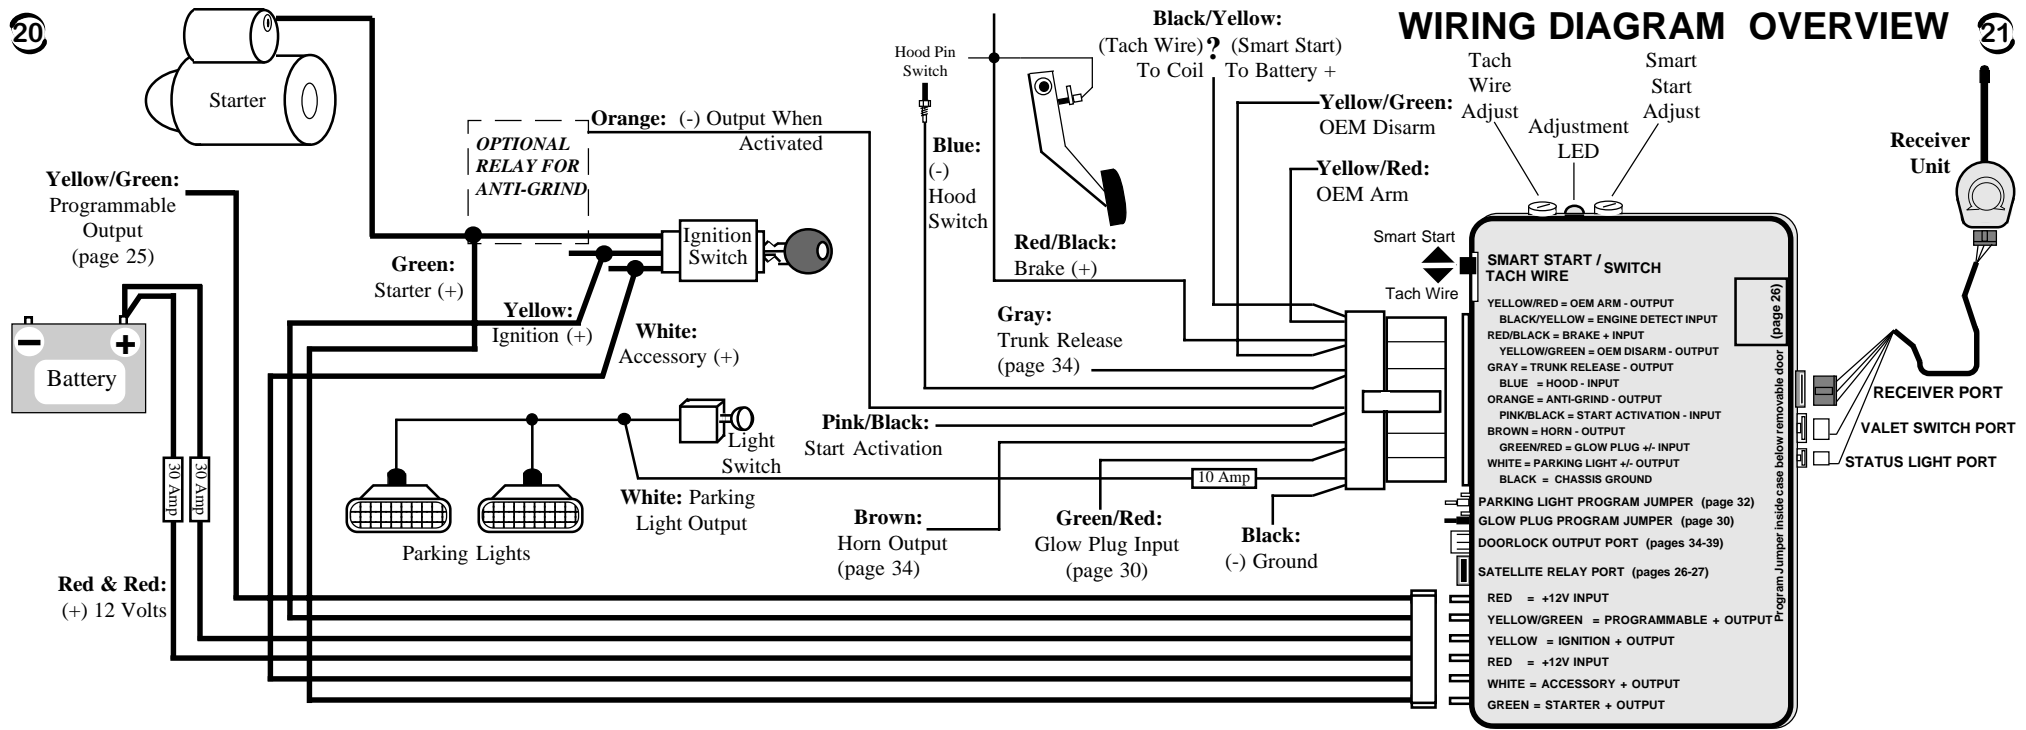 20
WIRING DIAGRAM OVERVIEW
21
Starter
OPTIONAL
RELAY FOR
ANTI-GRIND
Orange: (-) Output When
Activated
Hood Pin
Switch
Blue:
(-)
Hood
Switch
Black/Yellow:
(Tach Wire) ? (Smart Start)
To Coil To Battery +
Yellow/Green:
OEM Disarm
Yellow/Red:
OEM Arm
Tach
Wire
Adjust
Adjustment
LED
Smart
Start
Adjust
Receiver
Unit
Yellow/Green:
Programmable
Output
(page 25)
Green:
Starter (+)
Ignition
Switch
Yellow:
Ignition (+)
White:
Accessory (+)
Red/Black:
Brake (+)
Gray:
Trunk Release
(page 34)
Battery
30 Amp
30 Amp
Red & Red:
(+) 12 Volts
Light
Switch
Parking Lights
White: Parking
Light Output
Pink/Black:
Start Activation
Brown:
Horn Output
(page 34)
Green/Red:
Glow Plug Input
(page 30)
10 Amp
Black:
(-) Ground
Smart Start
Tach Wire
SMART START /
TACH WIRE SWITCH
YELLOW/RED = OEM ARM - OUTPUT
BLACK/YELLOW = ENGINE DETECT INPUT
RED/BLACK = BRAKE + INPUT
YELLOW/GREEN = OEM DISARM - OUTPUT
GRAY = TRUNK RELEASE - OUTPUT
BLUE = HOOD - INPUT
ORANGE = ANTI-GRIND - OUTPUT
PINK/BLACK = START ACTIVATION - INPUT
BROWN = HORN - OUTPUT
GREEN/RED = GLOW PLUG +/- INPUT
WHITE = PARKING LIGHT +/- OUTPUT
BLACK = CHASSIS GROUND
PARKING LIGHT PROGRAM JUMPER (page 32)
GLOW PLUG PROGRAM JUMPER (page 30)
DOORLOCK OUTPUT PORT (pages 34-39)
SATELLITE RELAY PORT (pages 26-27)
RED = +12V INPUT
YELLOW/GREEN = PROGRAMMABLE + OUTPUT
YELLOW = IGNITION + OUTPUT
RED = +12V INPUT
WHITE = ACCESSORY + OUTPUT
GREEN = STARTER + OUTPUT
Program Jumper inside case below removable door (page 26)
RECEIVER PORT
VALET SWITCH PORT
STATUS LIGHT PORT